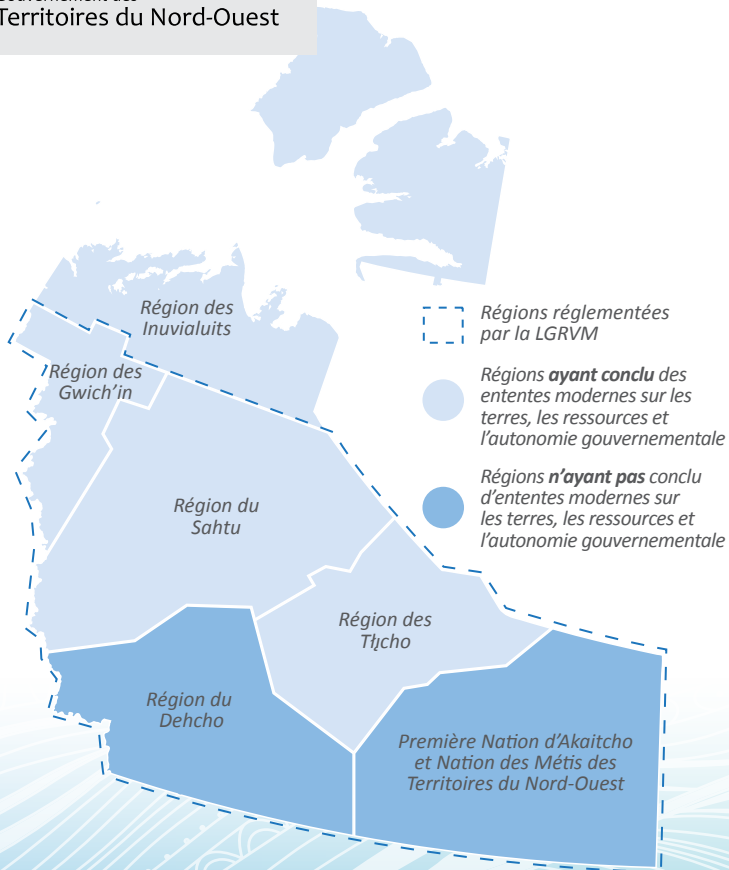 Gouvernement des
Territoires du Nord-Ouest
Région des
Inuvialuits
Régions réglementées
par la LGRVM
Région des
Gwich'in
Régions ayant conclu des
ententes modernes sur les
terres, les ressources et
l'autonomie gouvernementale
Régions n'ayant pas conclu
d'ententes modernes sur
les terres, les ressources et
l'autonomie gouvernementale
Région du
Sahtu
Région des
Tłįcho
Région du
Dehcho
Première Nation d'Akaitcho
et Nation des Métis des
Territoires du Nord-Ouest